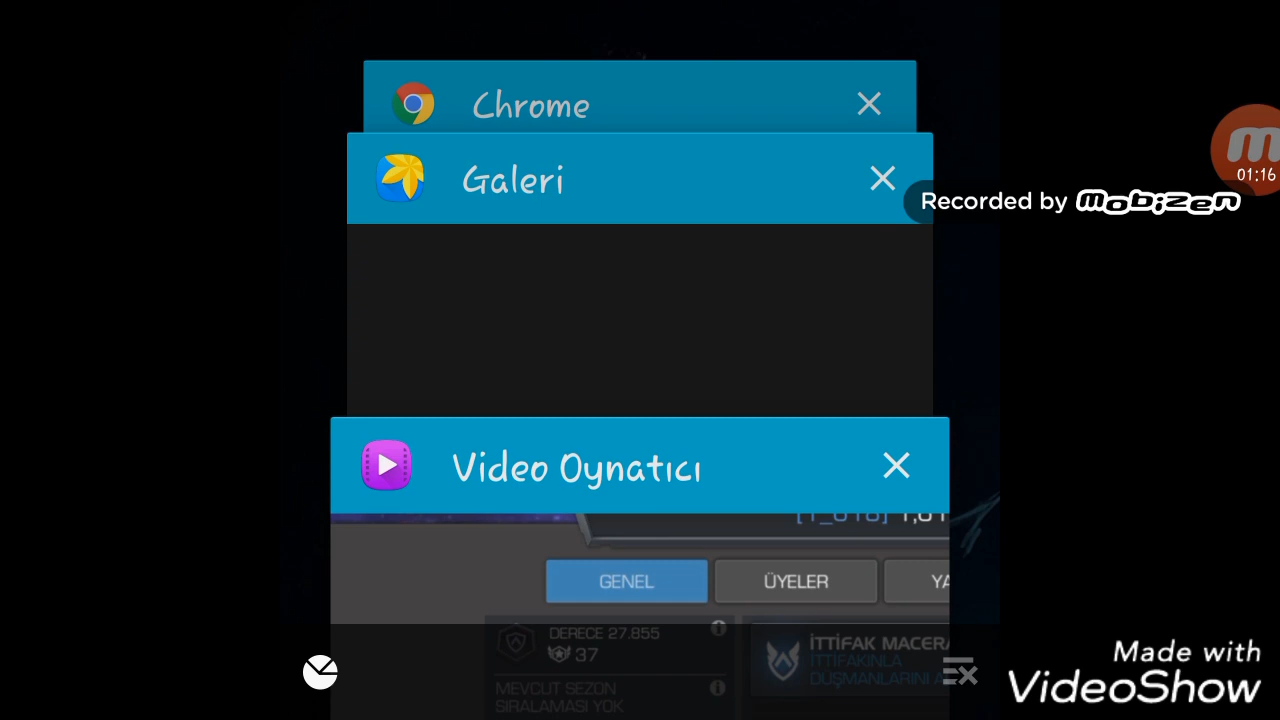 Chrome
Galeri
01:16
Recorded by mobizen
Video Oynatıcı
GENEL
ÜYELER
DERECE 27.855
37
İTTİFAK MACERA
İTTİFAKINLA
DÜŞMANLARINI A
MEVCUT SEZON
SIRALAMASI YOK
Made with
VideoShow